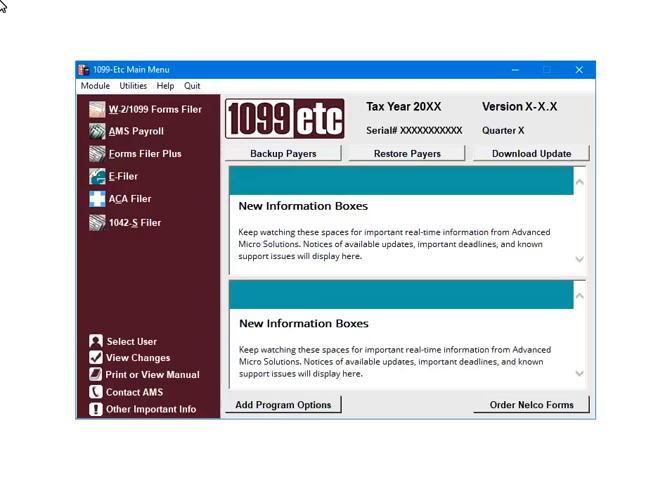 1099-Etc Main Menu
Module Utilities Help Quit
W-2/1099 Forms Filer
AMS Payroll
Forms Filer Plus
E-Filer
ACA Filer
1042-S Filer
Select User
View Changes
Print or View Manual
Contact AMS
Other Important Info
1099 etc
Tax Year 20XX Version X-X.X
Serial# XXXXXXXXXXX Quarter X
Backup Payers Restore Payers Download Update
New Information Boxes
Keep watching these spaces for important real-time information from Advanced
Micro Solutions. Notices of available updates, important deadlines, and known
support issues will display here.
New Information Boxes
Keep watching these spaces for important real-time information from Advanced
Micro Solutions. Notices of available updates, important deadlines, and known
support issues will display here.
Add Program Options Order Nelco Forms